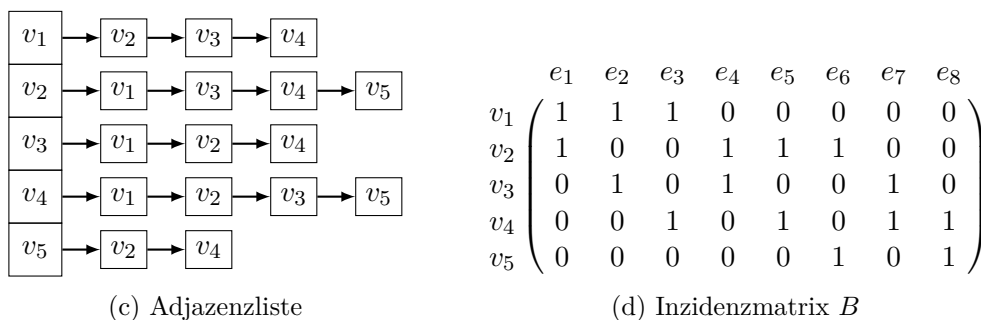 v1 v2 v3 v4
v2 v1 v3 v4 v5
v3 v1 v2 v4
v4 v1 v2 v3 v5
v5 v2 v4
(c) Adjazenzliste
e1 e2 e3 e4 e5 e6 e7 e8
v1 1 1 1 0 0 0 0 0
v2 1 0 0 1 1 1 0 0
v3 0 1 0 1 0 0 1 0
v4 0 0 1 0 1 0 1 1
v5 0 0 0 0 0 1 0 1
(d) Inzidenzmatrix B